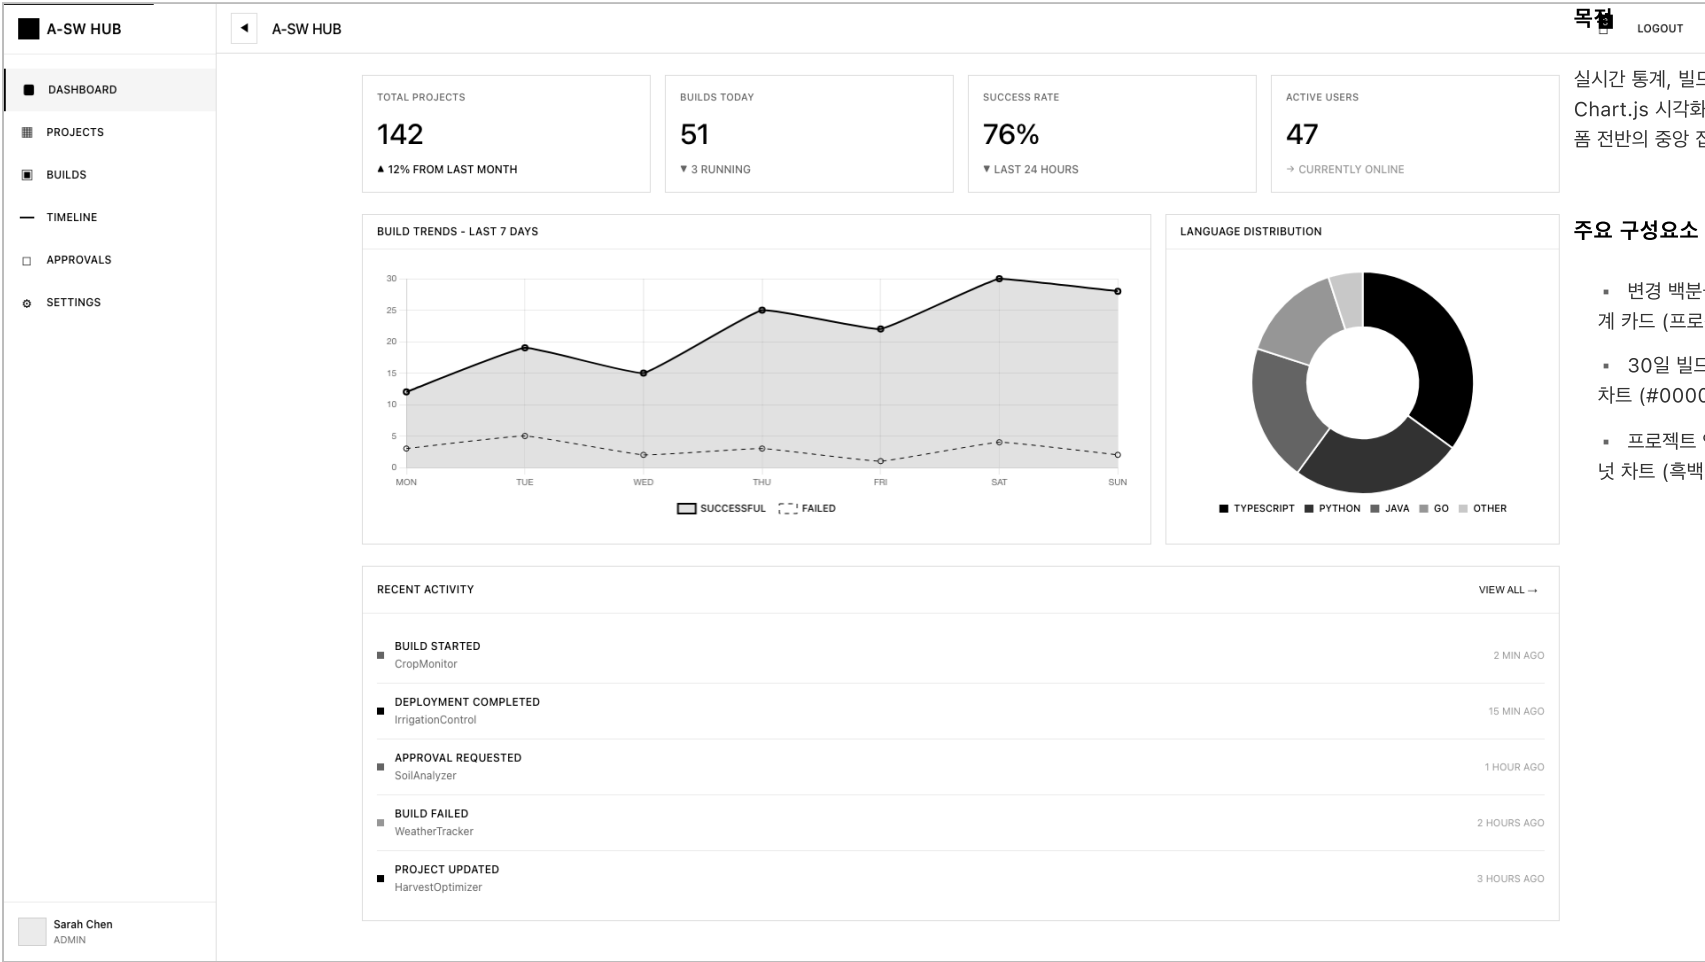 A-SW HUB
DASHBOARD
PROJECTS
BUILDS
TIMELINE
APPROVALS
SETTINGS
Sarah Chen
ADMIN
A-SW HUB
LOGOUT
TOTAL PROJECTS
142
▲ 12% FROM LAST MONTH
BUILDS TODAY
51
▼ 3 RUNNING
SUCCESS RATE
76%
▼ LAST 24 HOURS
ACTIVE USERS
47
→ CURRENTLY ONLINE
BUILD TRENDS - LAST 7 DAYS
30
25
20
15
10
5
0
MON TUE WED THU FRI SAT SUN
SUCCESSFUL FAILED
LANGUAGE DISTRIBUTION
TYPESCRIPT PYTHON JAVA GO OTHER
RECENT ACTIVITY
VIEW ALL →
BUILD STARTED
CropMonitor
2 MIN AGO
DEPLOYMENT COMPLETED
IrrigationControl
15 MIN AGO
APPROVAL REQUESTED
SoilAnalyzer
1 HOUR AGO
BUILD FAILED
WeatherTracker
2 HOURS AGO
PROJECT UPDATED
HarvestOptimizer
3 HOURS AGO
목적
실시간 통계,
Chart.js 시각화
폼 전반의 중앙
주요 구성요소
변경
계 카드 (프로
30일
차트 (#0000
프로젝트
넛 차트 (흑백